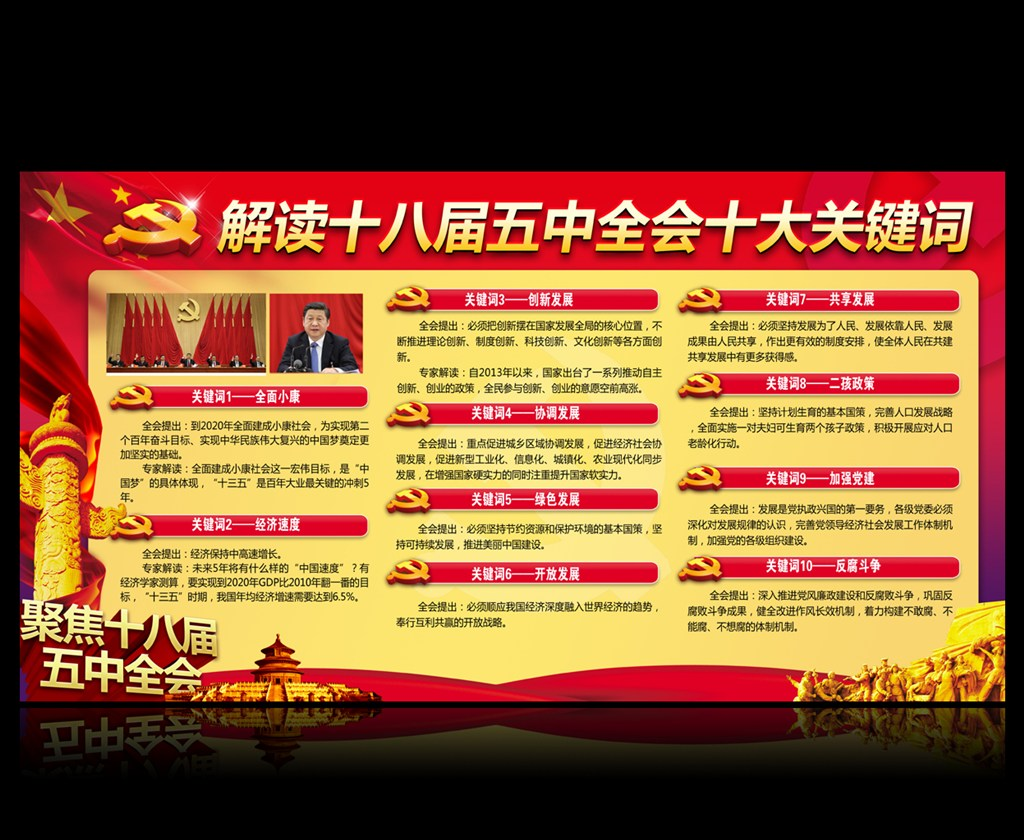 解读十八届五中全会十大关键词
关键词1——全面小康
全会提出：到2020年全面建成小康社会，为实现第二
个百年奋斗目标、实现中华民族伟大复兴的中国梦奠定更
加坚实的基础。
专家解读：全面建成小康社会这一宏伟目标，是“中
国梦”的具体体现，“十三五”是百年大业最关键的冲刺5
年。
关键词2——经济速度
全会提出：经济保持中高速增长。
专家解读：未来5年将有什么样的“中国速度”？有
经济学家测算，要实现到2020年GDP比2010年翻一番的目
标，“十三五”时期，我国年均经济增速需要达到6.5%。
关键词3——创新发展
全会提出：必须把创新摆在国家发展全局的核心位置，不
断推进理论创新、制度创新、科技创新、文化创新等各方面创
新。
专家解读：自2013年以来，国家出台了一系列推动自主
创新、创业的政策，全民参与创新、创业的意愿空前高涨。
关键词4——协调发展
全会提出：重点促进城乡区域协调发展，促进经济社会协
调发展，促进新型工业化、信息化、城镇化、农业现代化同步
发展，在增强国家硬实力的同时注重提升国家软实力。
关键词5——绿色发展
全会提出：必须坚持节约资源和保护环境的基本国策，坚
持可持续发展，推进美丽中国建设。
关键词6——开放发展
全会提出：必须顺应我国经济深度融入世界经济的趋势，
奉行互利共赢的开放战略。
关键词7——共享发展
全会提出：必须坚持发展为了人民、发展依靠人民、发展
成果由人民共享，作出更有效的制度安排，使全体人民在共建
共享发展中有更多获得感。
关键词8——二孩政策
全会提出：坚持计划生育的基本国策，完善人口发展战略
，全面实施一对夫妇可生育两个孩子政策，积极开展应对人口
老龄化行动。
关键词9——加强党建
全会提出：发展是党执政兴国的第一要务，各级党委必须
深化对发展规律的认识，完善党领导经济社会发展工作体制机
制，加强党的各级组织建设。
关键词10——反腐斗争
全会提出：深入推进党风廉政建设和反腐败斗争，巩固反
腐败斗争成果，健全改进作风长效机制，着力构建不敢腐、不
能腐、不想腐的体制机制。
聚焦十八届
五中全会